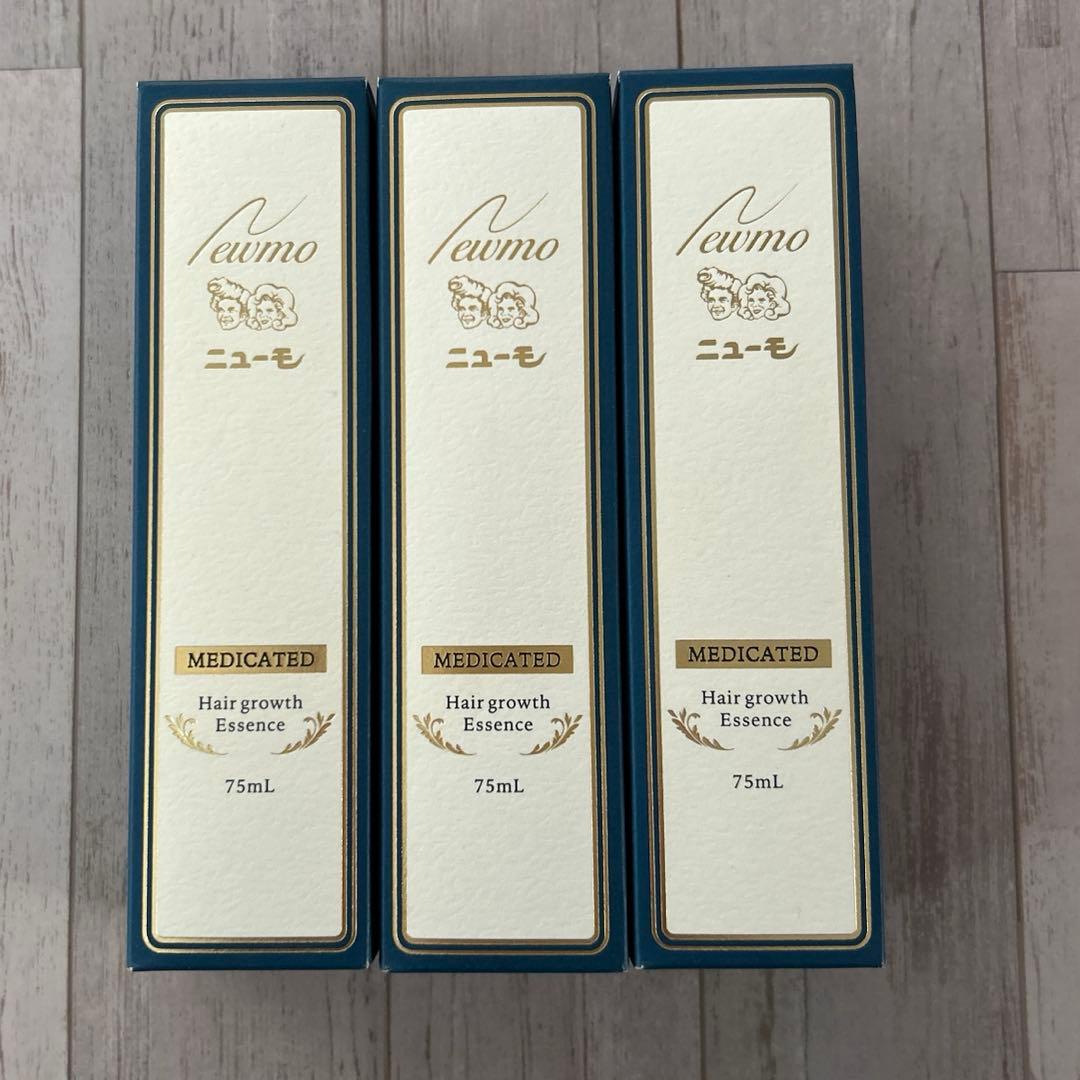 Newmo
ニューモ
MEDICATED
Hair growth
Essence
75mL
Newmo
ニューモ
MEDICATED
Hair growth
Essence
75mL
Newmo
ニューモ
MEDICATED
Hair growth
Essence
75mL